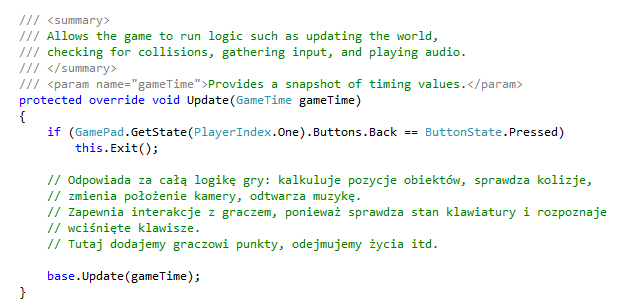 /// <summary>
/// Allows the game to run logic such as updating the world,
/// checking for collisions, gathering input, and playing audio.
/// </summary>
/// <param name="gameTime">Provides a snapshot of timing values.</param>
protected override void Update(GameTime gameTime)
{
    if (GamePad.GetState(PlayerIndex.One).Buttons.Back == ButtonState.Pressed)
        this.Exit();

    // Odpowiada za całą logikę gry: kalkuluje pozycje obiektów, sprawdza kolizje,
    // zmienia położenie kamery, odtwarza muzykę.
    // Zapewnia interakcje z graczem, ponieważ sprawdza stan klawiatury i rozpoznaje
    // wciśnięte klawisze.
    // Tutaj dodajemy graczowi punkty, odejmujemy życia itd.

    base.Update(gameTime);
}